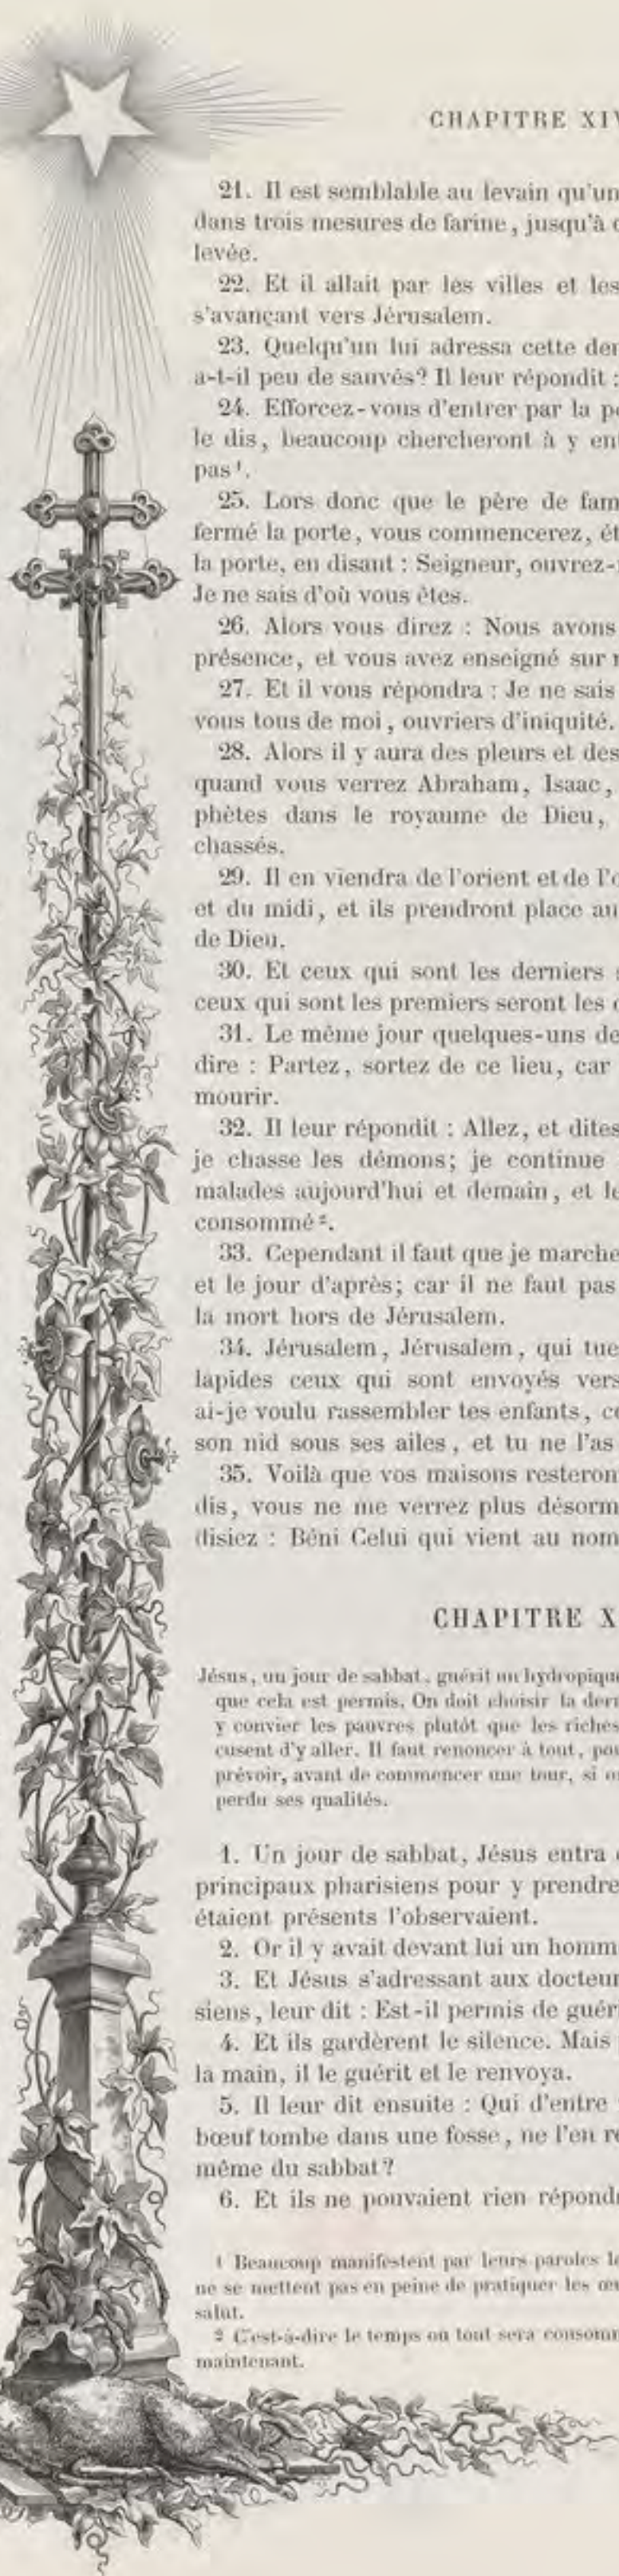 CHAPITRE XIV
21. Il est semblable au levain qu'un
dans trois mesures de farine, jusqu'à
levée.
22. Et il allait par les villes et les
s'avançant vers Jérusalem.
23. Quelqu'un lui adressa cette
a-t-il peu de sauvés? Il leur répondit :
24. Efforcez-vous d'entrer par la
le dis, beaucoup chercheront à y
pas¹.
25. Lors donc que le père de
fermé la porte, vous commencerez,
la porte, en disant : Seigneur, ouvrez-
Je ne sais d'où vous êtes.
26. Alors vous direz : Nous avons
présence, et vous avez enseigné sur
27. Et il vous répondra : Je ne sais
vous tous de moi, ouvriers d'iniquité.
28. Alors il y aura des pleurs et des
quand vous verrez Abraham, Isaac,
phètes dans le royaume de Dieu,
chassés.
29. Il en viendra de l'orient et de
et du midi, et ils prendront place au
de Dieu.
30. Et ceux qui sont les derniers
ceux qui sont les premiers seront les
31. Le même jour quelques-uns de
dire : Partez, sortez de ce lieu, car
mourir.
32. Il leur répondit : Allez, et dites
je chasse les démons; je continue
malades aujourd'hui et demain, et
consommé².
33. Cependant il faut que je marche
et le jour d'après; car il ne faut pas
la mort hors de Jérusalem.
34. Jérusalem, Jérusalem, qui tue
lapides ceux qui sont envoyés vers
ai-je voulu rassembler tes enfants,
son nid sous ses ailes, et tu ne l'as
35. Voilà que vos maisons
dis, vous ne me verrez plus
disiez : Béni Celui qui vient au nom
CHAPITRE X
Jésus, un jour de sabbat, guérit un hydropique
que cela est permis. On doit choisir la
y convier les pauvres plutôt que les riches
cusent d'y aller. Il faut renoncer à tout,
prévoir, avant de commencer une tour, si
perdu ses qualités.
1. Un jour de sabbat, Jésus entra
principaux pharisiens pour y prendre
étaient présents l'observaient.
2. Or il y avait devant lui un
3. Et Jésus s'adressant aux
siens, leur dit : Est-il permis de
4. Et ils gardèrent le silence. Mais
la main, il le guérit et le renvoya.
5. Il leur dit ensuite : Qui d'entre
bœuf tombe dans une fosse, ne l'en
même du sabbat?
6. Et ils ne pouvaient rien
¹ Beaucoup manifestent par leurs paroles
ne se mettent pas en peine de pratiquer les
salut.
² C'est-à-dire le temps où tout sera
maintenant.